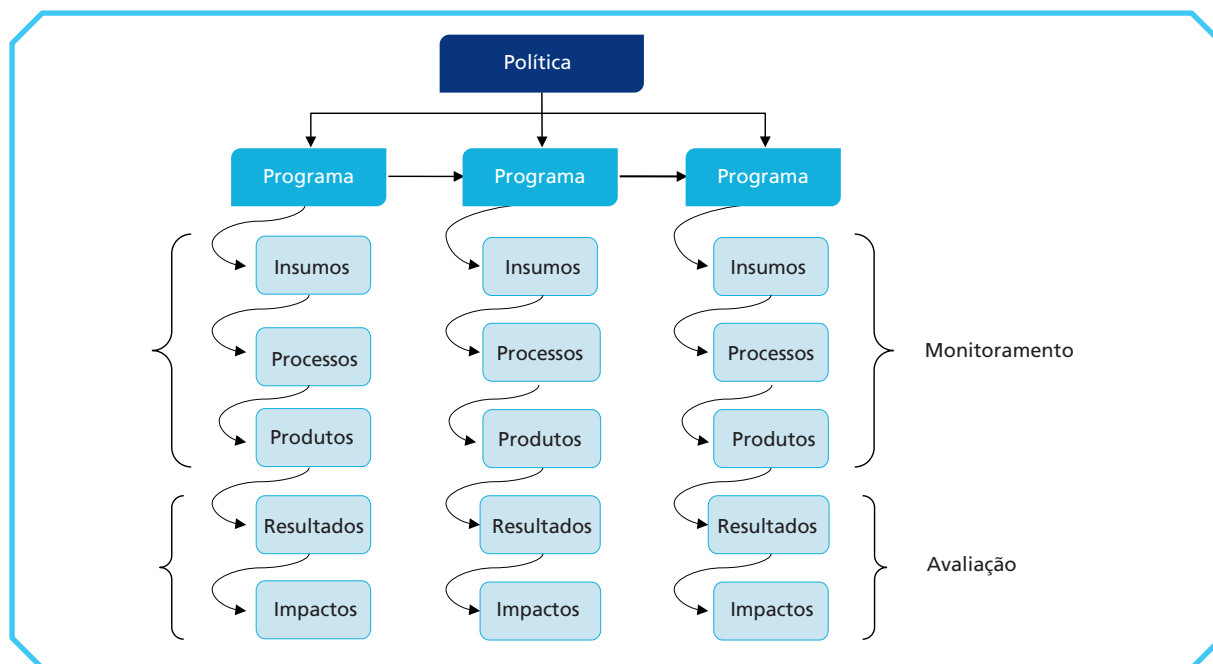 Política
Programa Programa Programa
Insumos Insumos Insumos
Processos Processos Processos
Monitoramento
Produtos Produtos Produtos
Resultados Resultados Resultados
Avaliação
Impactos Impactos Impactos